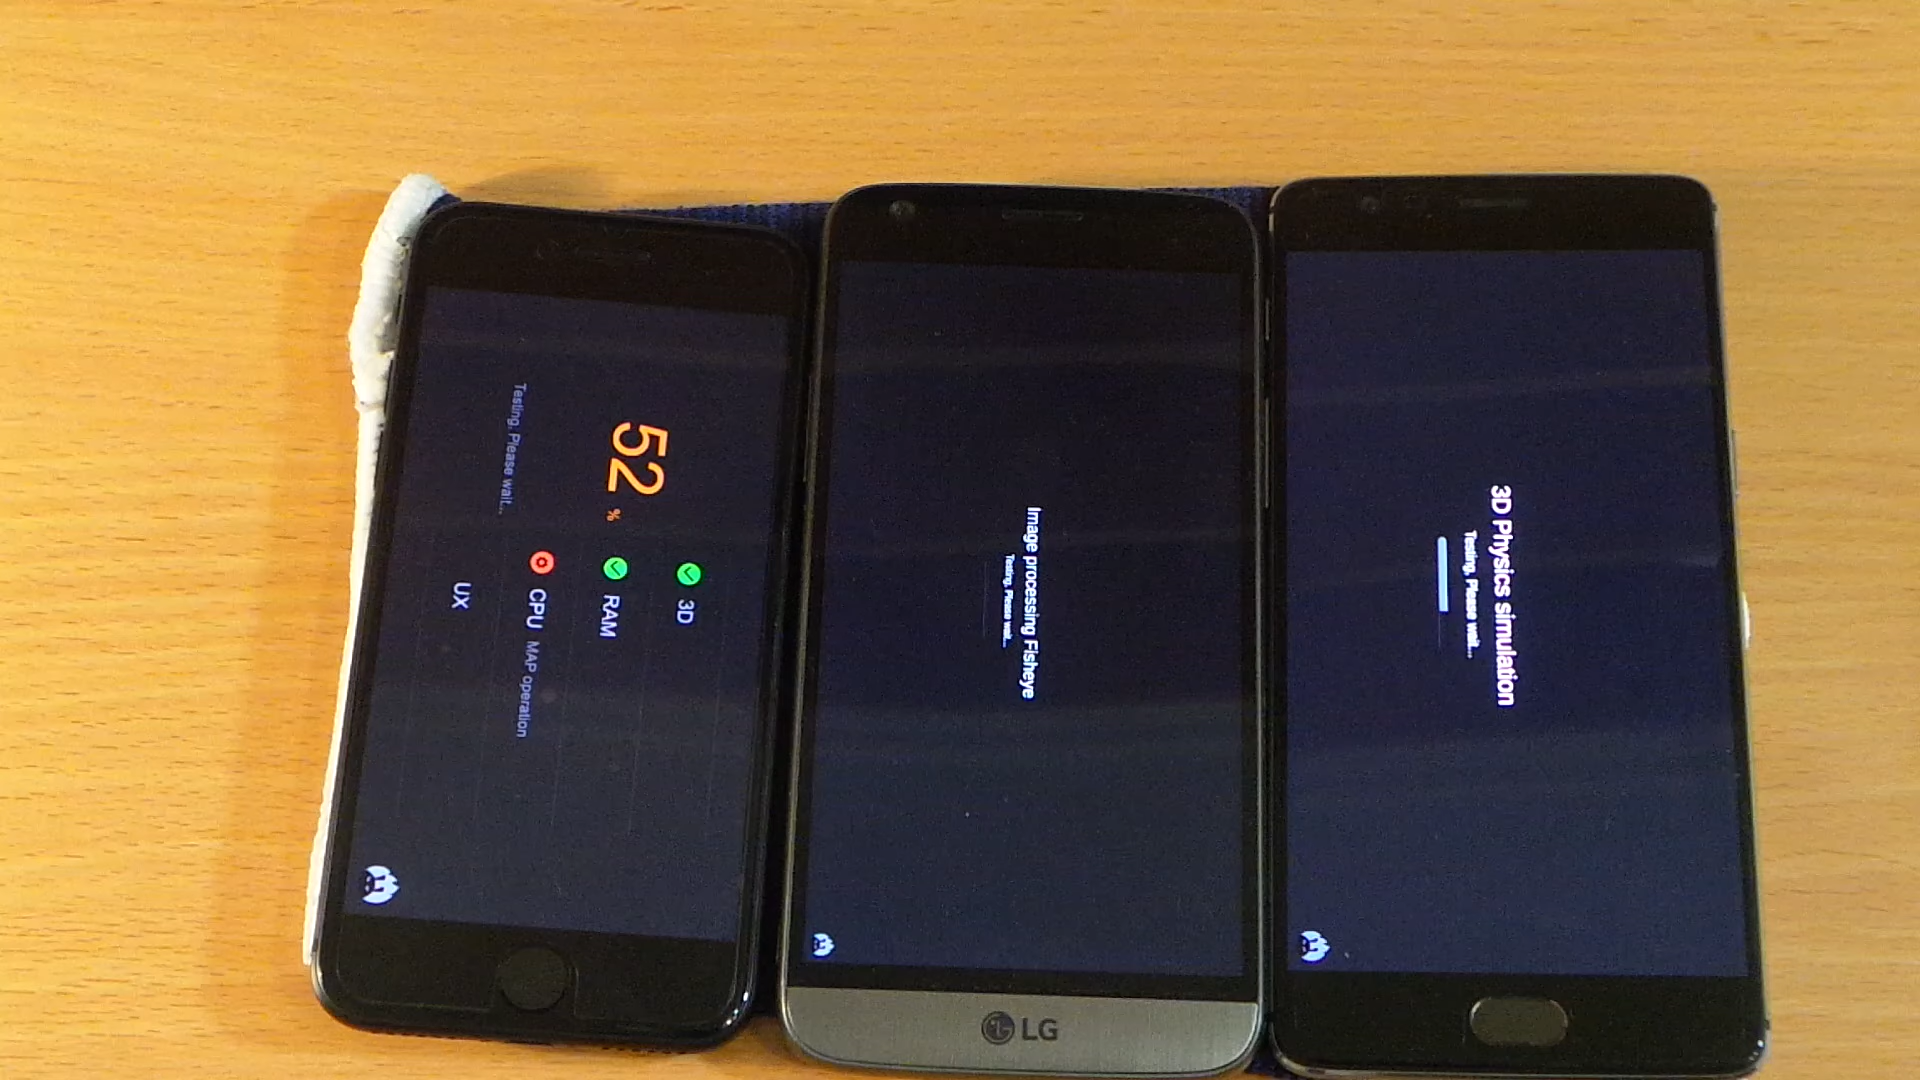 52 %
Testing. Please wait...
3D
RAM
CPU MAP operation
UX
Image processing Fisheye
Testing, Please wait...
LG
3D Physics simulation
Testing, Please wait...